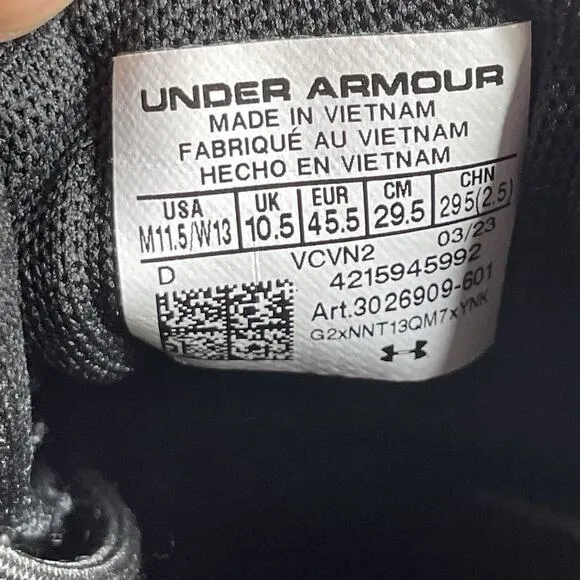 UNDER ARMOUR
MADE IN VIETNAM
FABRIQUÉ AU VIETNAM
HECHO EN VIETNAM
USA UK EUR CM CHN
M11.5/W13 10.5 45.5 29.5 295(2.5)
D VCVN2 03/23
4215945992
Art.3026909-601
G2xNNT13QM7xYNK